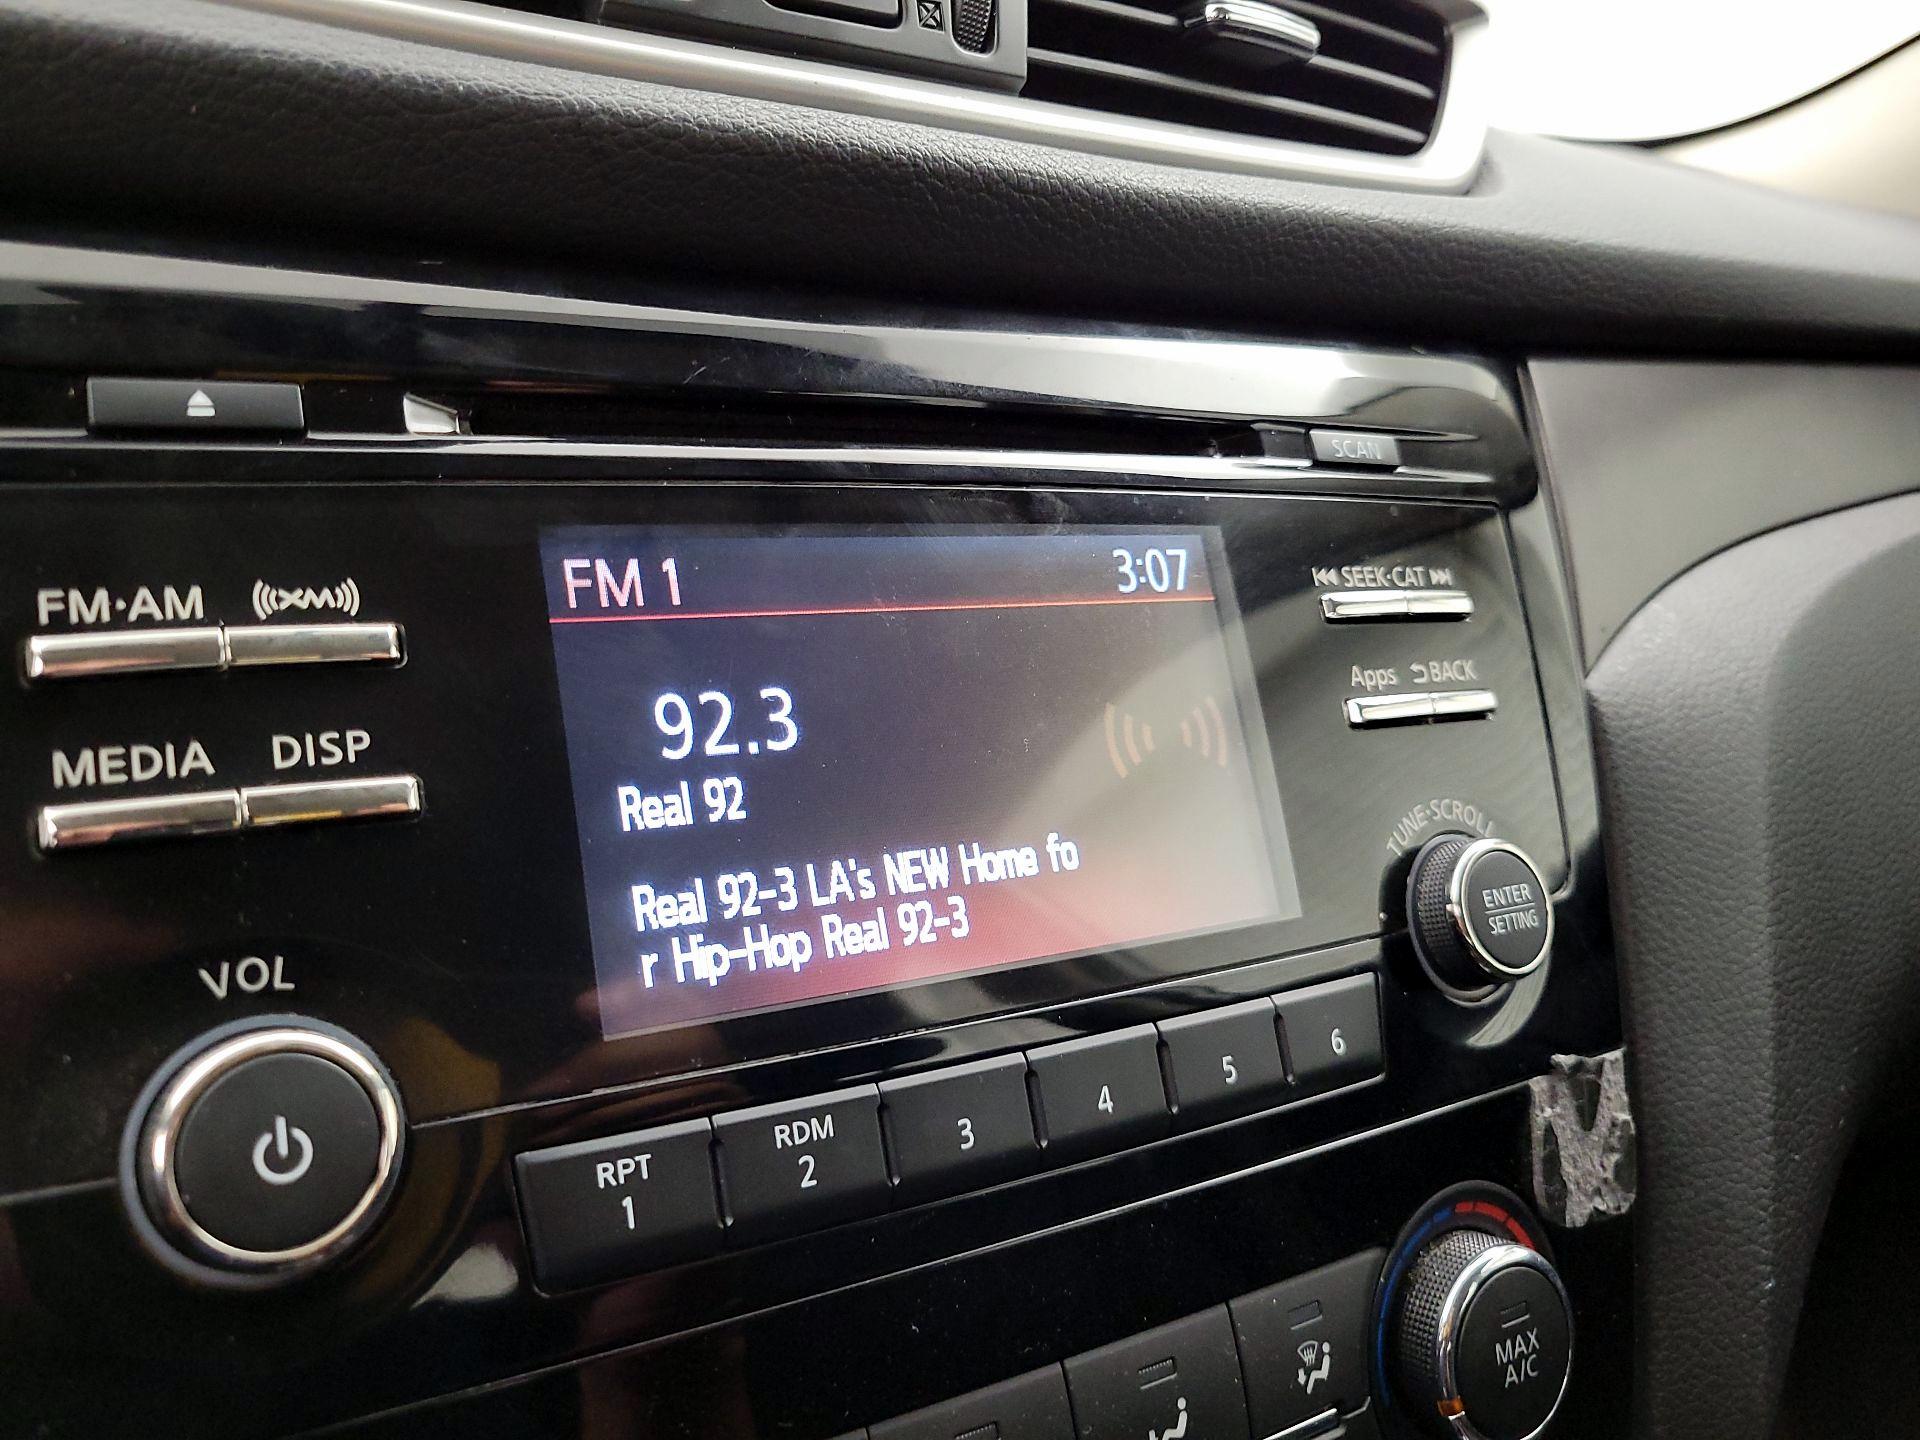 SCAN
FM·AM
XM
FM 1
3:07
SEEK·CAT
92.3
Real 92
Apps
BACK
MEDIA
DISP
Real 92-3 LA's NEW Home fo
r Hip-Hop Real 92-3
TUNE·SCROLL
ENTER
SETTING
VOL
RPT
1
RDM
2
3
4
5
6
MAX
A/C